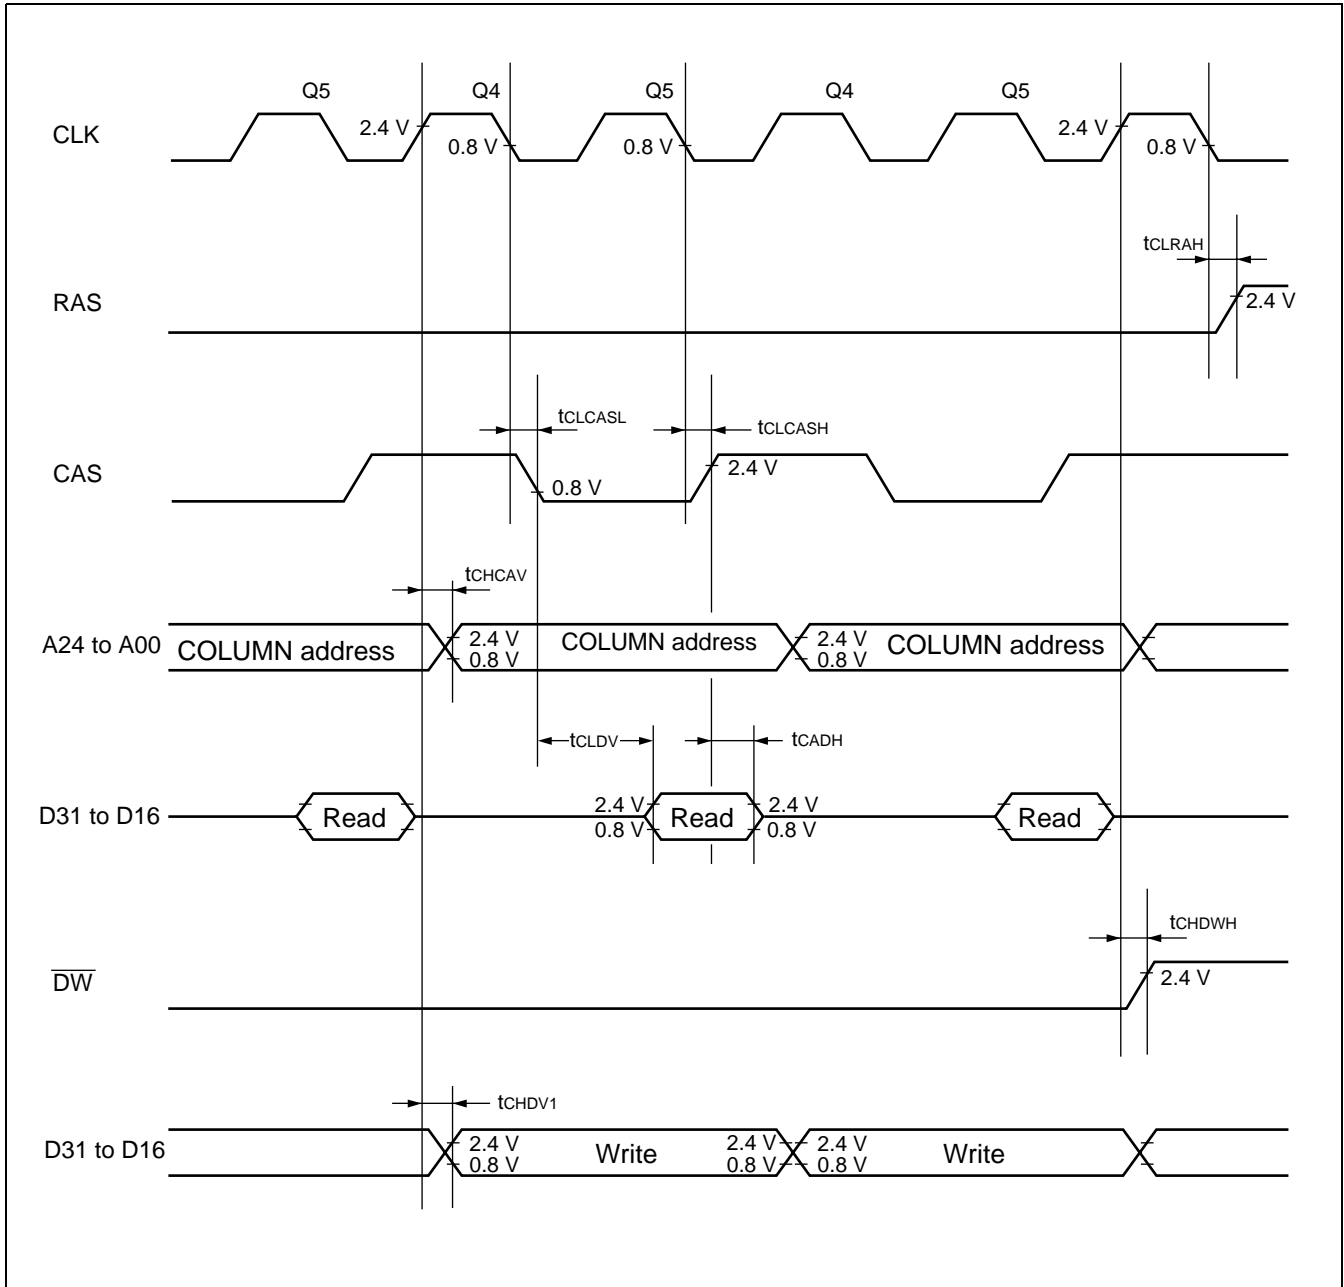 Q5 Q4 Q5 Q4 Q5
CLK 2.4 V 0.8 V 0.8 V 2.4 V 0.8 V
tCLRAH
RAS 2.4 V
tCLCASL tCLCASH
CAS 0.8 V 2.4 V
tCHCAV
A24 to A00 COLUMN address 2.4 V COLUMN address 2.4 V COLUMN address
0.8 V 0.8 V
tCLDV tCADH
D31 to D16 Read 2.4 V Read 2.4 V Read
0.8 V 0.8 V
tCHDWH
DW 2.4 V
tCHDV1
D31 to D16 2.4 V Write 2.4 V 2.4 V Write
0.8 V 0.8 V 0.8 V